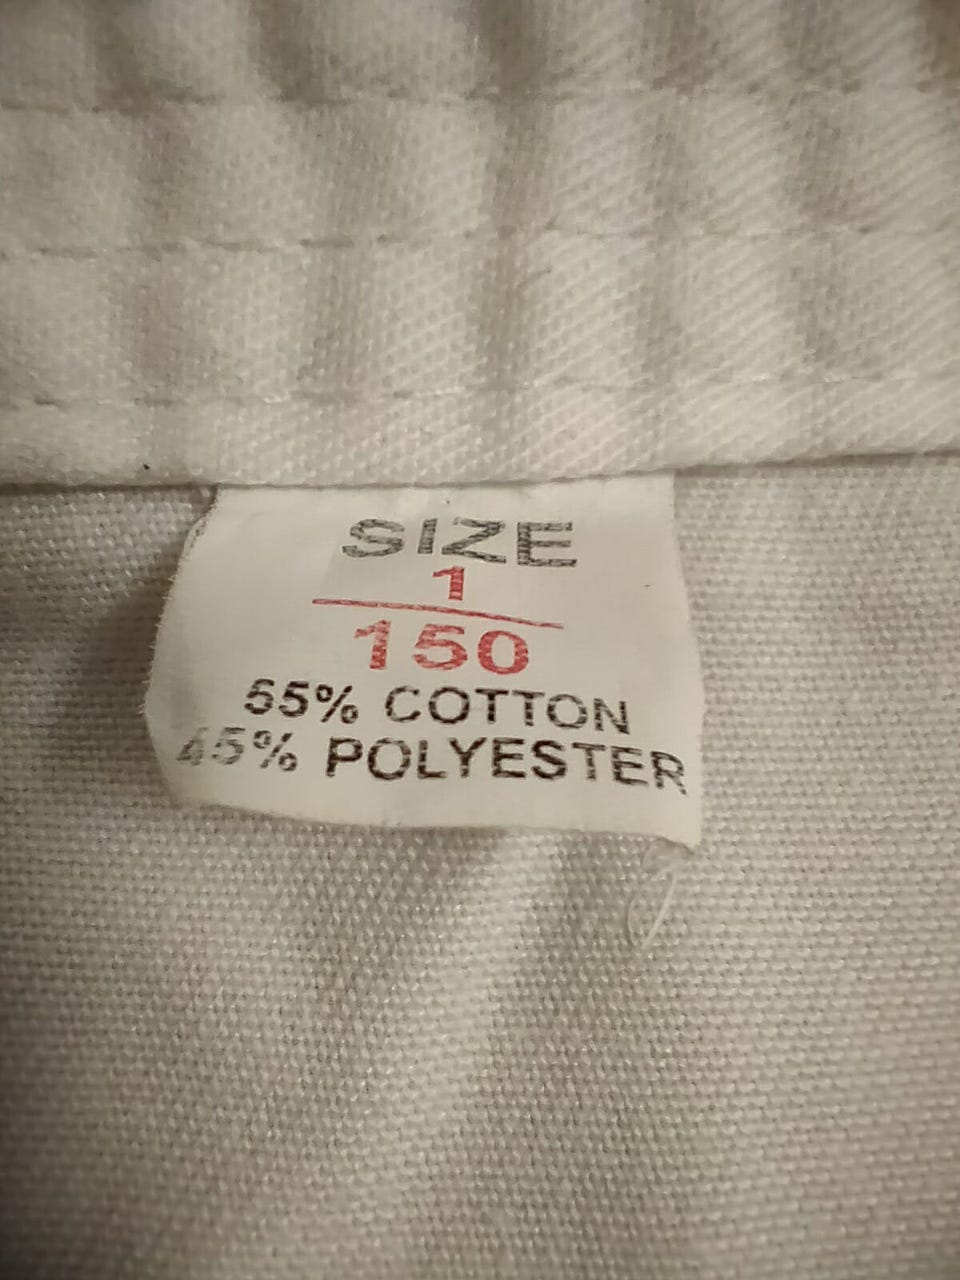 SIZE
1
150
55% COTTON
45% POLYESTER